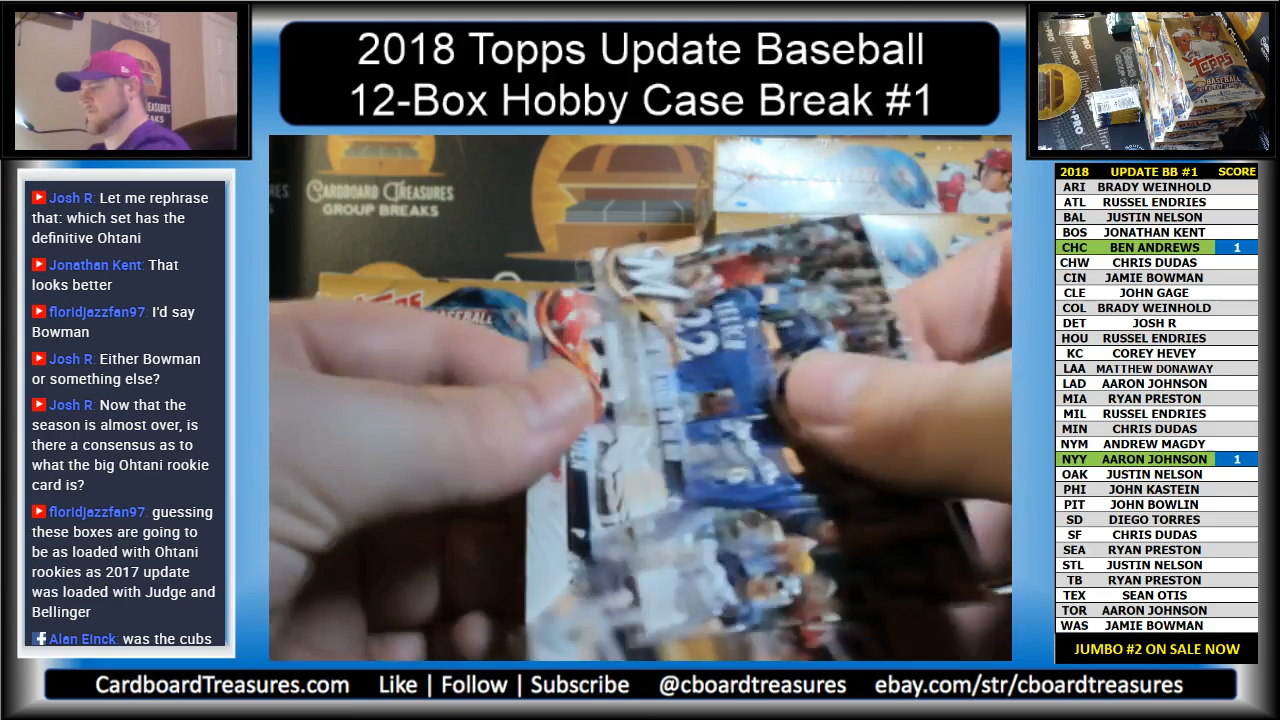 2018 Topps Update Baseball
12-Box Hobby Case Break #1
Josh R: Let me rephrase
that: which set has the
definitive Ohtani
Jonathan Kent: That
looks better
floridjazzfan97: I'd say
Bowman
Josh R: Either Bowman
or something else?
Josh R: Now that the
season is almost over, is
there a consensus as to
what the big Ohtani rookie
card is?
floridjazzfan97: guessing
these boxes are going to
be as loaded with Ohtani
rookies as 2017 update
was loaded with Judge and
Bellinger
Alan Einck: was the cubs
CARDBOARD TREASURES
GROUP BREAKS
TOPPS
BASEBALL
2018 UPDATE BB #1 SCORE
ARI BRADY WEINHOLD
ATL RUSSEL ENDRIES
BAL JUSTIN NELSON
BOS JONATHAN KENT
CHC BEN ANDREWS 1
CHW CHRIS DUDAS
CIN JAMIE BOWMAN
CLE JOHN GAGE
COL BRADY WEINHOLD
DET JOSH R
HOU RUSSEL ENDRIES
KC COREY HEVEY
LAA MATTHEW DONAWAY
LAD AARON JOHNSON
MIA RYAN PRESTON
MIL RUSSEL ENDRIES
MIN CHRIS DUDAS
NYM ANDREW MAGDY
NYY AARON JOHNSON 1
OAK JUSTIN NELSON
PHI JOHN KASTEIN
PIT JOHN BOWLIN
SD DIEGO TORRES
SF CHRIS DUDAS
SEA RYAN PRESTON
STL JUSTIN NELSON
TB RYAN PRESTON
TEX SEAN OTIS
TOR AARON JOHNSON
WAS JAMIE BOWMAN
JUMBO #2 ON SALE NOW
CardboardTreasures.com Like | Follow | Subscribe @cboardtreasures ebay.com/str/cboardtreasures